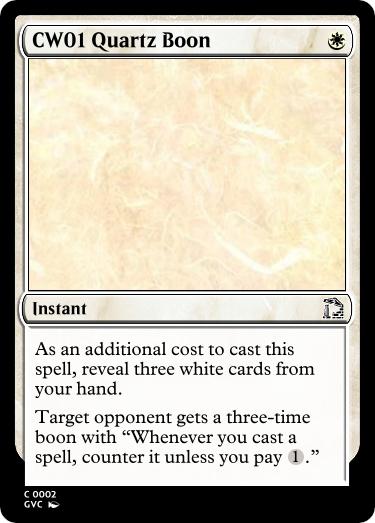 CW01 Quartz Boon
Instant
As an additional cost to cast this
spell, reveal three white cards from
your hand.
Target opponent gets a three-time
boon with “Whenever you cast a
spell, counter it unless you pay 1.”
C 0002
GVC